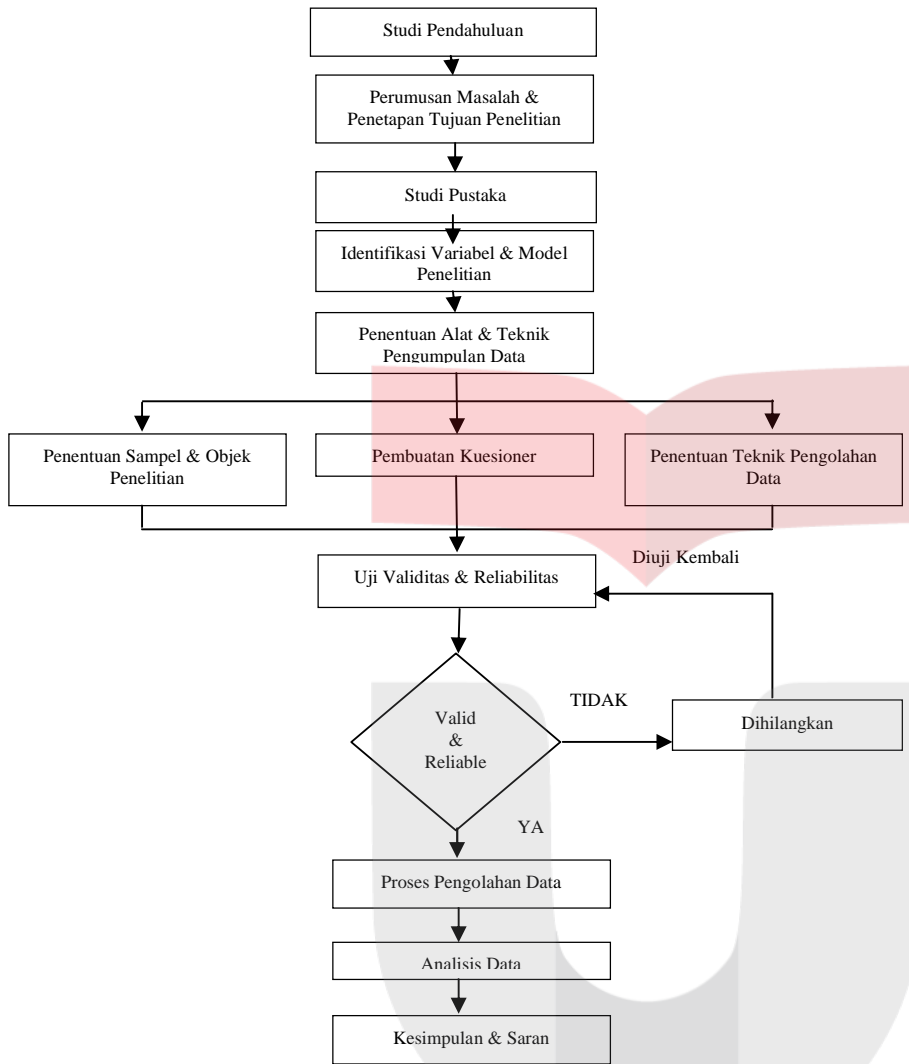 Studi Pendahuluan
Perumusan Masalah &
Penetapan Tujuan Penelitian
Studi Pustaka
Identifikasi Variabel & Model
Penelitian
Penentuan Alat & Teknik
Pengumpulan Data
Penentuan Sampel & Objek
Penelitian
Pembuatan Kuesioner
Penentuan Teknik Pengolahan
Data
Diuji Kembali
Uji Validitas & Reliabilitas
TIDAK
Valid
&
Reliable
Dihilangkan
YA
Proses Pengolahan Data
Analisis Data
Kesimpulan & Saran